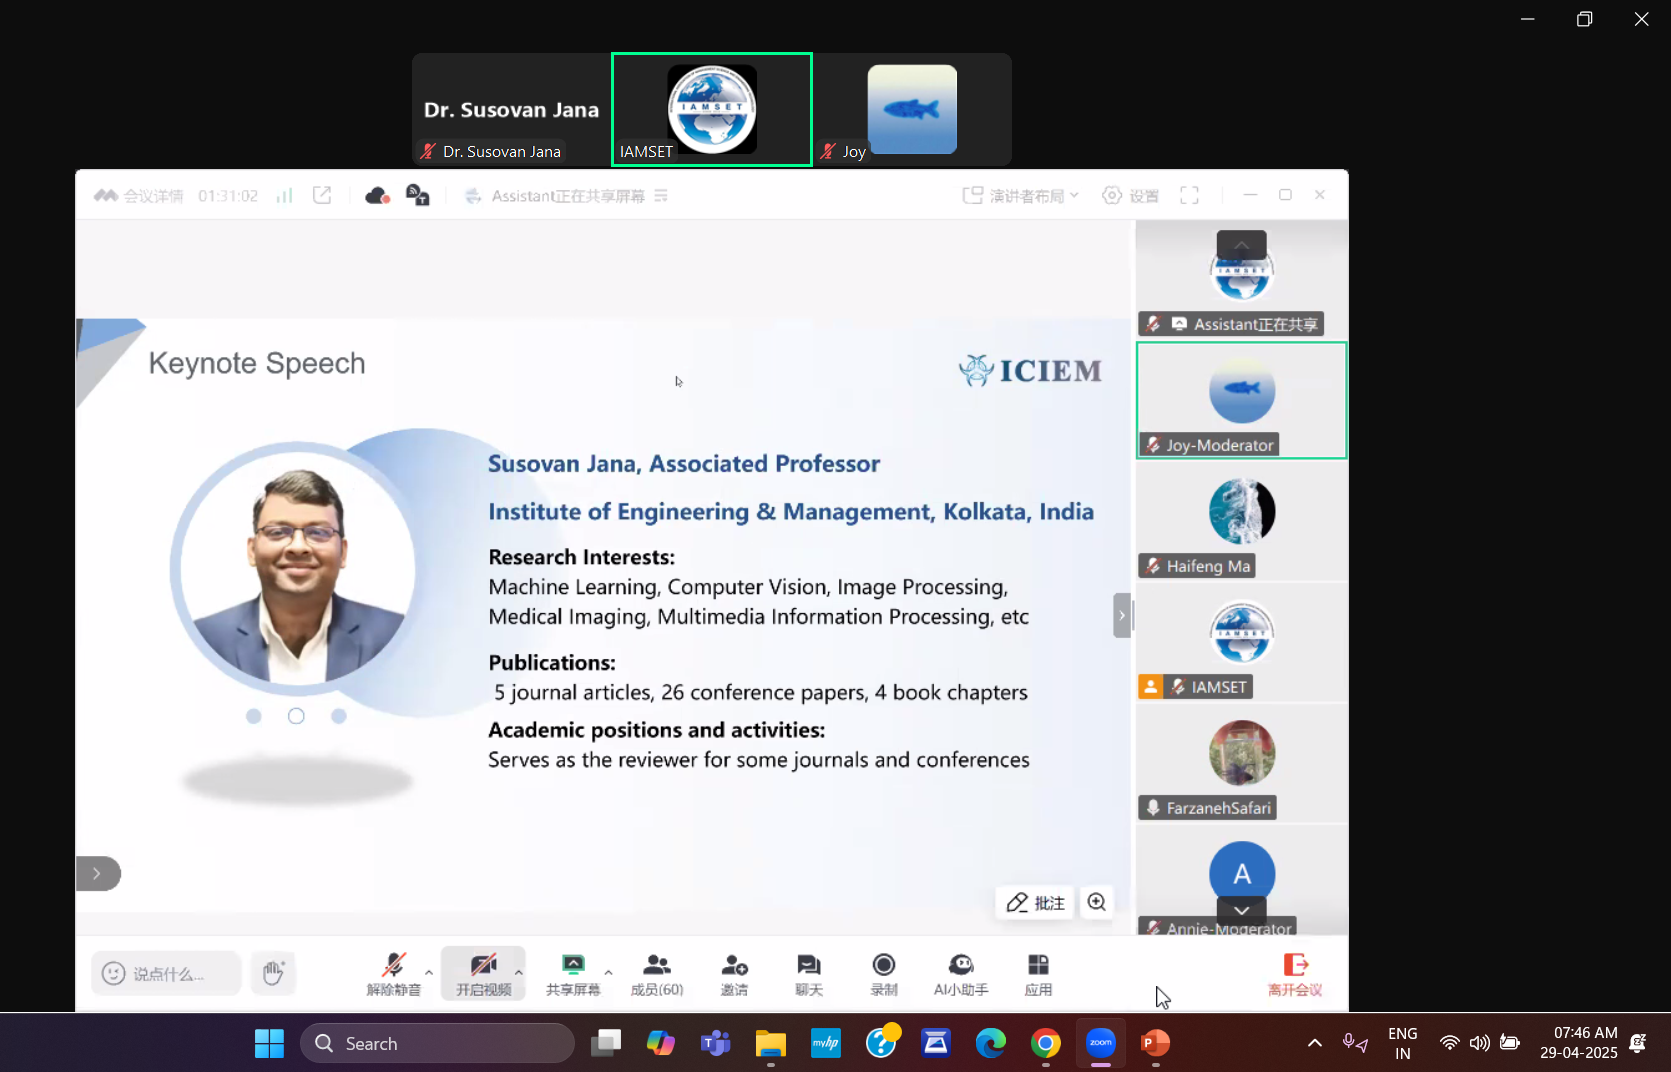 Dr. Susovan Jana
Dr. Susovan Jana
IAMSET
IAMSET
Joy
会议详情 01:31:02
Assistant正在共享屏幕
演讲者布局
设置
IAMSET
Assistant正在共享
Keynote Speech
ICIEM
Joy-Moderator
Susovan Jana, Associated Professor
Institute of Engineering & Management, Kolkata, India
Haifeng Ma
Research Interests:
Machine Learning, Computer Vision, Image Processing,
Medical Imaging, Multimedia Information Processing, etc
IAMSET
IAMSET
Publications:
5 journal articles, 26 conference papers, 4 book chapters
Academic positions and activities:
Serves as the reviewer for some journals and conferences
FarzanehSafari
A
Annie-Moderator
批注
说点什么...
解除静音
开启视频
共享屏幕
成员(60)
邀请
聊天
录制
AI小助手
应用
离开会议
Search
myhp
zoom
ENG
IN
07:46 AM
29-04-2025